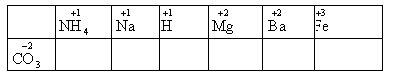 +1 +1 +1 +2 +2 +3
NH₄ Na H Mg Ba Fe
−2
CO₃